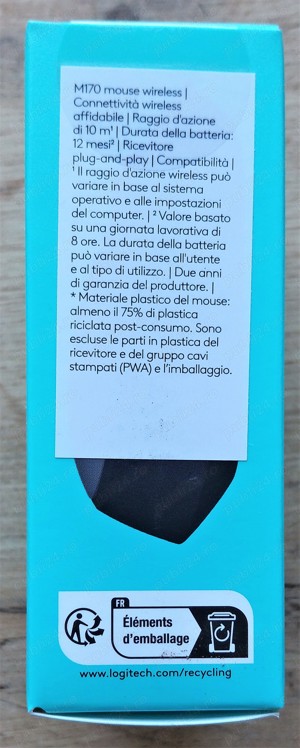 M170 mouse wireless |
Connettività wireless
affidabile | Raggio d'azione
di 10 m¹ | Durata della batteria:
12 mesi² | Ricevitore
plug-and-play | Compatibilità |
¹ Il raggio d'azione wireless può
variare in base al sistema
operativo e alle impostazioni
del computer. | ² Valore basato
su una giornata lavorativa di
8 ore. La durata della batteria
può variare in base all'utente
e al tipo di utilizzo. | Due anni
di garanzia del produttore. |
* Materiale plastico del mouse:
almeno il 75% di plastica
riciclata post-consumo. Sono
escluse le parti in plastica del
ricevitore e del gruppo cavi
stampati (PWA) e l'imballaggio.
FR
Éléments
d'emballage
www.logitech.com/recycling